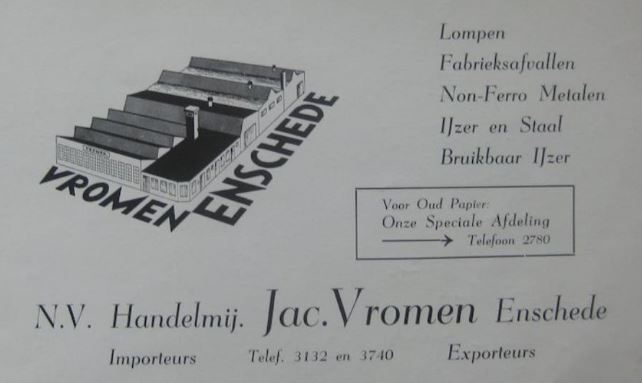 VROMEN
VROMEN ENSCHEDE
Lompen
Fabrieksafvallen
Non-Ferro Metalen
IJzer en Staal
Bruikbaar IJzer
Voor Oud Papier:
Onze Speciale Afdeling
Telefoon 2780
N.V. Handelmij. Jac. Vromen Enschede
Importeurs Telef. 3132 en 3740 Exporteurs